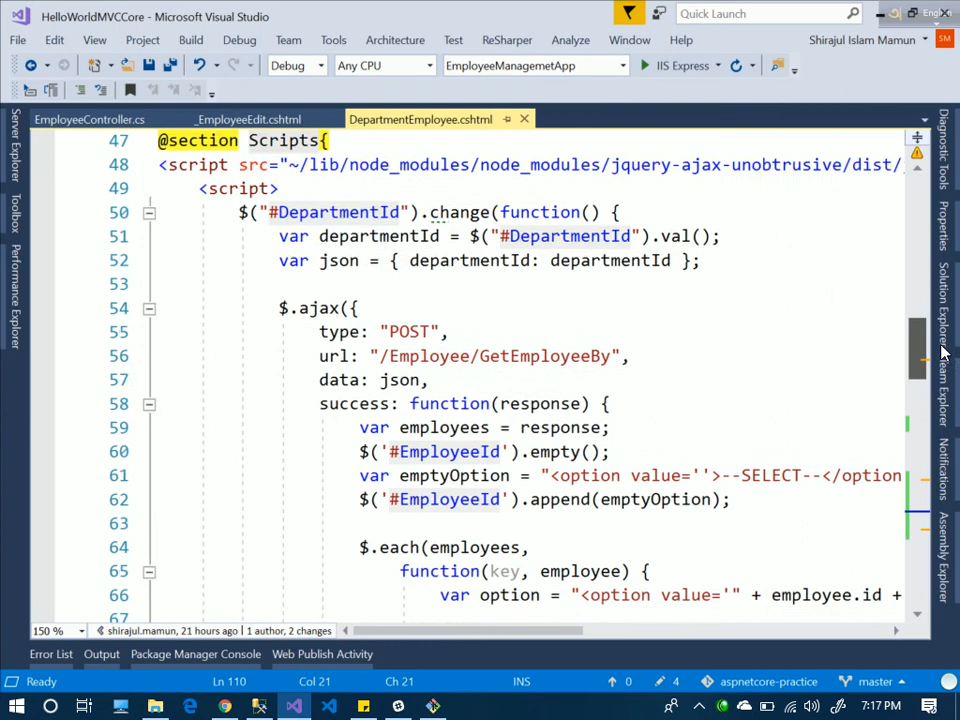 HelloWorldMVCCore - Microsoft Visual Studio
Quick Launch
English
File Edit View Project Build Debug Team Tools Architecture Test ReSharper Analyze Window Help
Shirajul Islam Mamun SM
Debug Any CPU EmployeeManagemetApp IIS Express
EmployeeController.cs _EmployeeEdit.cshtml DepartmentEmployee.cshtml
Server Explorer
Toolbox
Performance Explorer
47 @section Scripts{
48 <script src="~/lib/node_modules/node_modules/jquery-ajax-unobtrusive/dist/
49 <script>
50 $("#DepartmentId").change(function() {
51 var departmentId = $("#DepartmentId").val();
52 var json = { departmentId: departmentId };
53
54 $.ajax({
55 type: "POST",
56 url: "/Employee/GetEmployeeBy",
57 data: json,
58 success: function(response) {
59 var employees = response;
60 $('#EmployeeId').empty();
61 var emptyOption = "<option value=''>--SELECT--</option
62 $('#EmployeeId').append(emptyOption);
63
64 $.each(employees,
65 function(key, employee) {
66 var option = "<option value='" + employee.id +
67
Diagnostic Tools
Properties
Solution Explorer
Team Explorer
Notifications
Assembly Explorer
150 % shirajul.mamun, 21 hours ago | 1 author, 2 changes
Error List Output Package Manager Console Web Publish Activity
Ready Ln 110 Col 21 Ch 21 INS 0 4 aspnetcore-practice master
7:17 PM